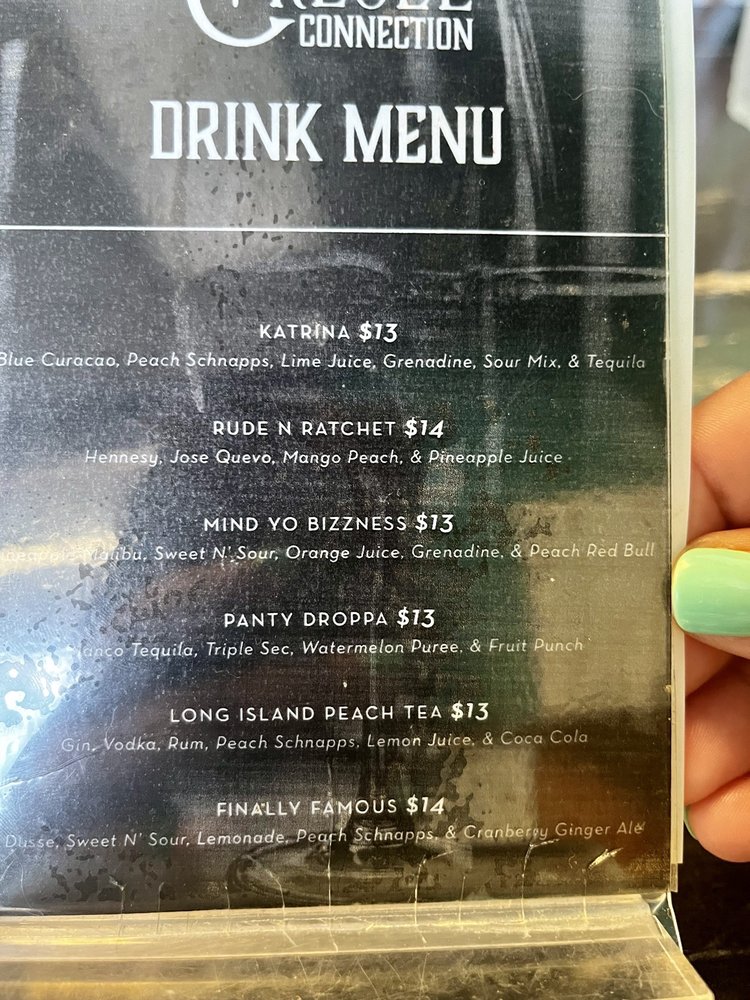 CONNECTION
DRINK MENU
KATRINA $13
Blue Curacao, Peach Schnapps, Lime Juice, Grenadine, Sour Mix, & Tequila
RUDE N RATCHET $14
Hennesy, Jose Quevo, Mango Peach, & Pineapple Juice
MIND YO BIZZNESS $13
Malibu, Sweet N' Sour, Orange Juice, Grenadine, & Peach Red Bull
PANTY DROPPA $13
Tequila, Triple Sec, Watermelon Puree, & Fruit Punch
LONG ISLAND PEACH TEA $13
Gin, Vodka, Rum, Peach Schnapps, Lemon Juice, & Coca Cola
FINALLY FAMOUS $14
Dusse, Sweet N' Sour, Lemonade, Peach Schnapps, & Cranberry Ginger Ale